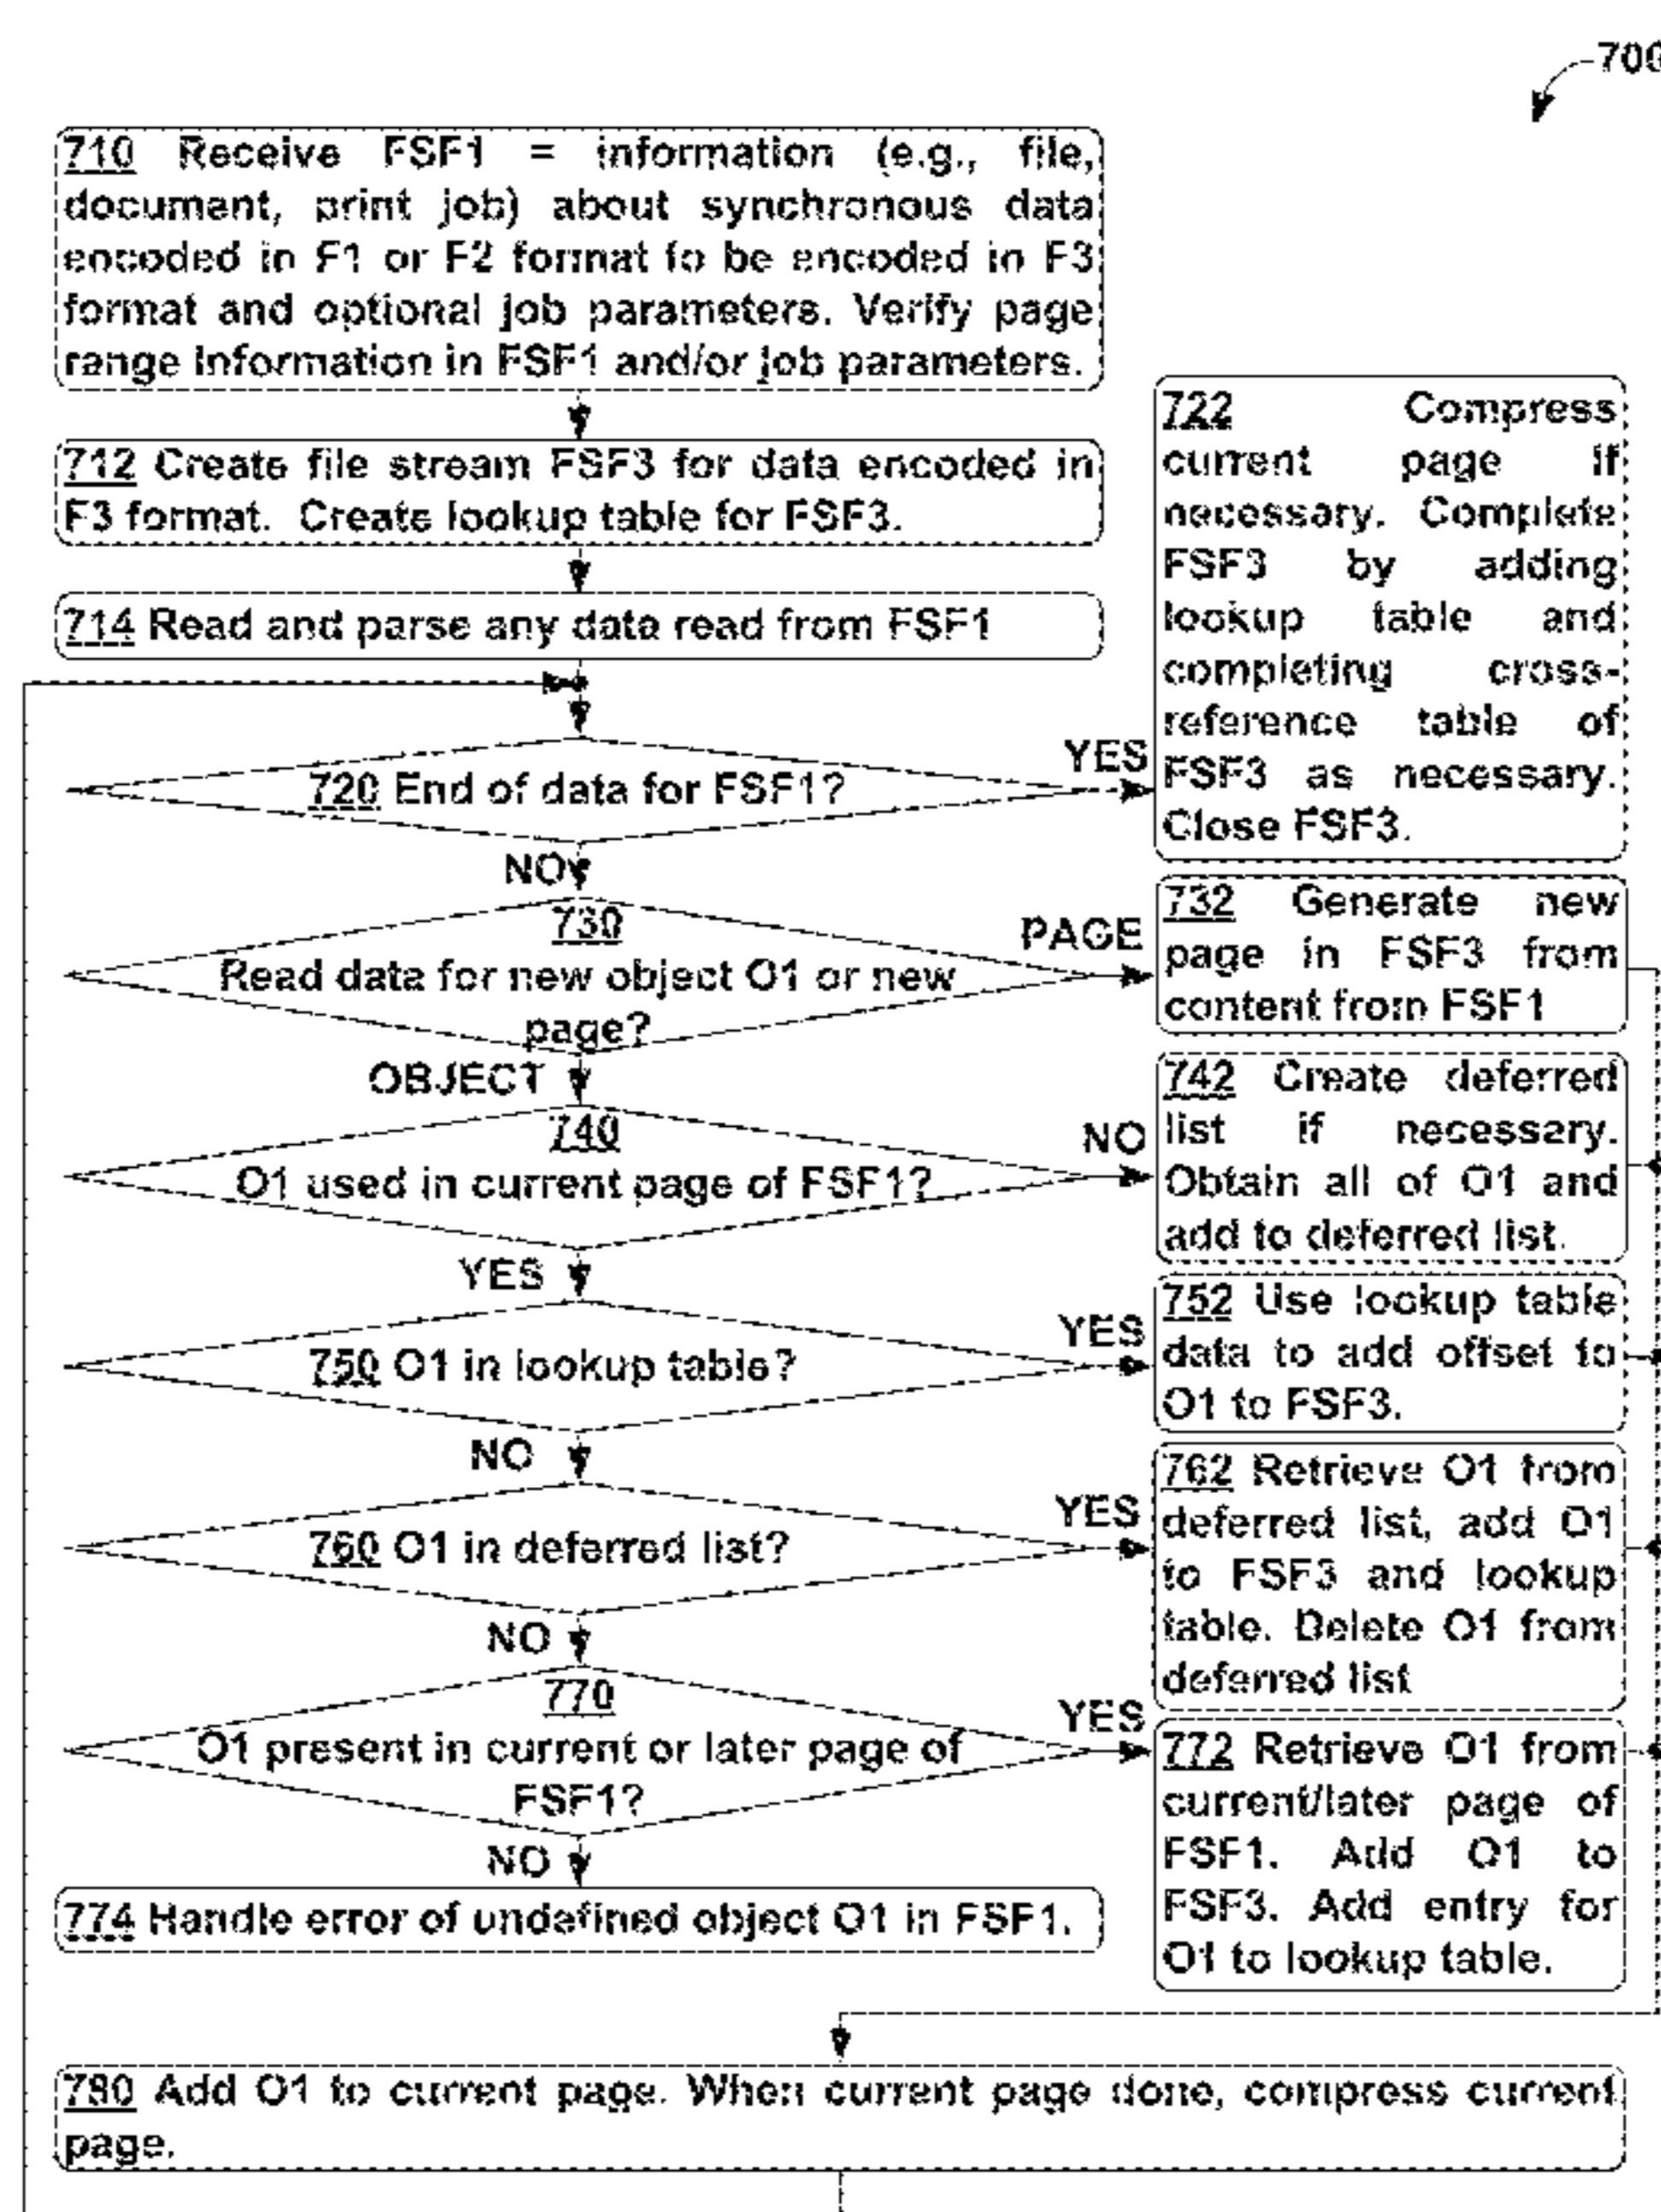 700
710 Receive FSF1 = information (e.g., file,
document, print job) about synchronous data
encoded in F1 or F2 format to be encoded in F3
format and optional job parameters. Verify page
range information in FSF1 and/or job parameters.
712 Create file stream FSF3 for data encoded in
F3 format. Create lookup table for FSF3.
714 Read and parse any data read from FSF1
720 End of data for FSF1?
YES
722 Compress
current page if
necessary. Complete
FSF3 by adding
lookup table and
completing cross-
reference table of
FSF3 as necessary.
Close FSF3.
NO
730
Read data for new object O1 or new
page?
PAGE
732 Generate new
page in FSF3 from
content from FSF1
OBJECT
740
O1 used in current page of FSF1?
NO
742 Create deferred
list if necessary.
Obtain all of O1 and
add to deferred list.
YES
750 O1 in lookup table?
YES
752 Use lookup table
data to add offset to
O1 to FSF3.
NO
760 O1 in deferred list?
YES
762 Retrieve O1 from
deferred list, add O1
to FSF3 and lookup
table. Delete O1 from
deferred list
NO
770
O1 present in current or later page of
FSF1?
YES
772 Retrieve O1 from
current/later page of
FSF1. Add O1 to
FSF3. Add entry for
O1 to lookup table.
NO
774 Handle error of undefined object O1 in FSF1.
780 Add O1 to current page. When current page done, compress current
page.